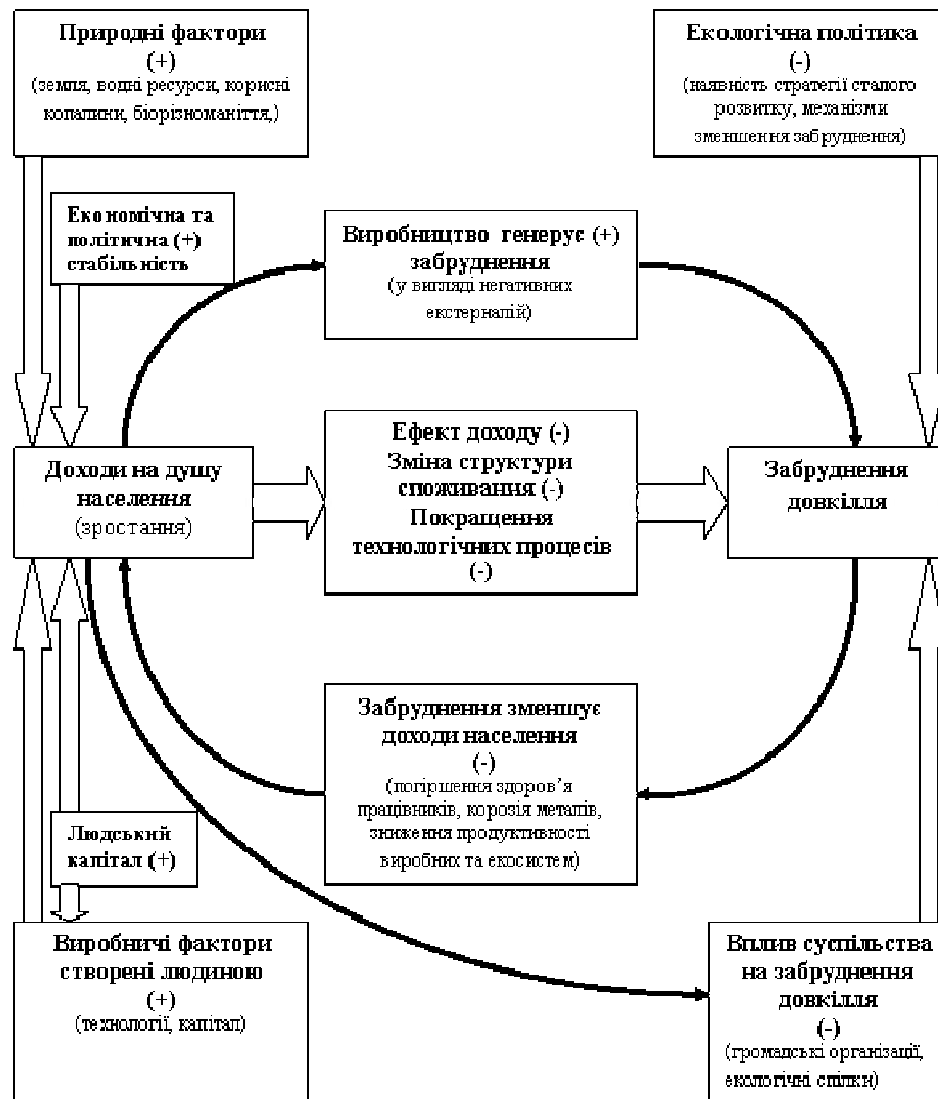 Природні фактори
(+)
(земля, водні ресурси, корисні
копалини, біорізноманіття,)
Екологічна політика
(-)
(наявність стратегії сталого
розвитку, механізми
зменшення забруднення)
Економічна та
політична (+)
стабільність
Виробництво генерує (+)
забруднення
(у вигляді негативних
екстерналій)
Доходи на душу
населення
(зростання)
Ефект доходу (-)
Зміна структури
споживання (-)
Покращення
технологічних процесів
(-)
Забруднення
довкілля
Забруднення зменшує
доходи населення
(-)
(погіршення здоров'я
працівників, корозія металів,
зниження продуктивності
виробних та екосистем)
Людський
капітал (+)
Виробничі фактори
створені людиною
(+)
(технології, капітал)
Вплив суспільства
на забруднення
довкілля
(-)
(громадські організації,
екологічні спілки)